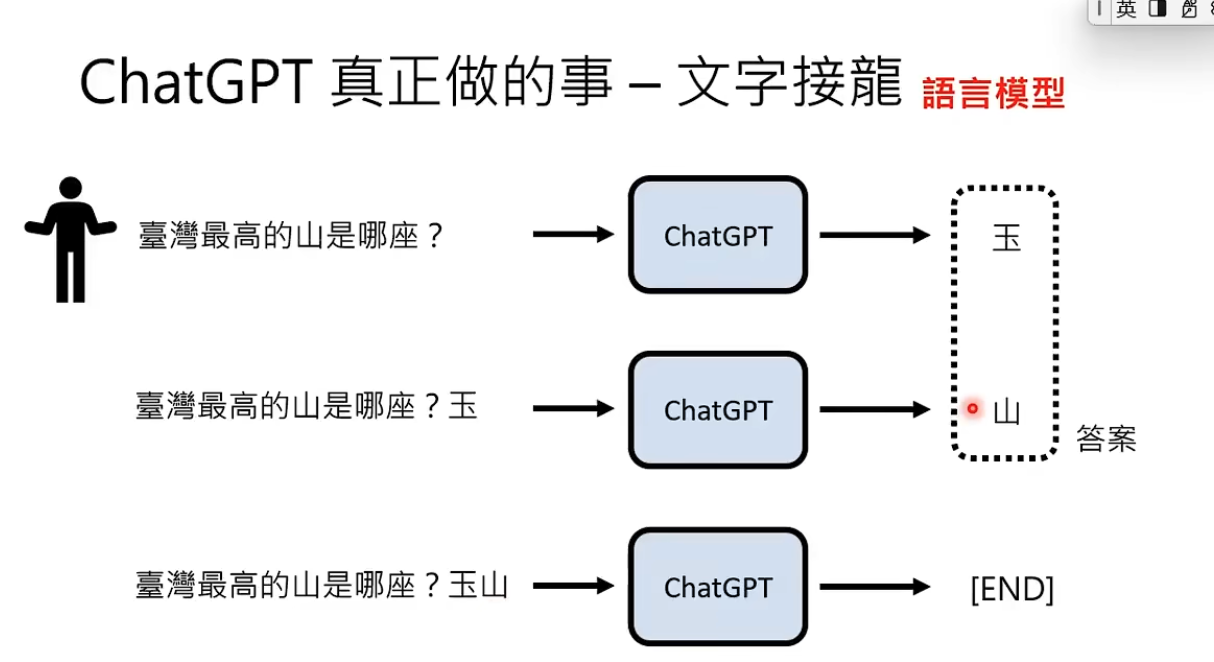 英
ChatGPT 真正做的事 – 文字接龍 語言模型
臺灣最高的山是哪座？
ChatGPT
玉
臺灣最高的山是哪座？玉
ChatGPT
山
答案
臺灣最高的山是哪座？玉山
ChatGPT
[END]